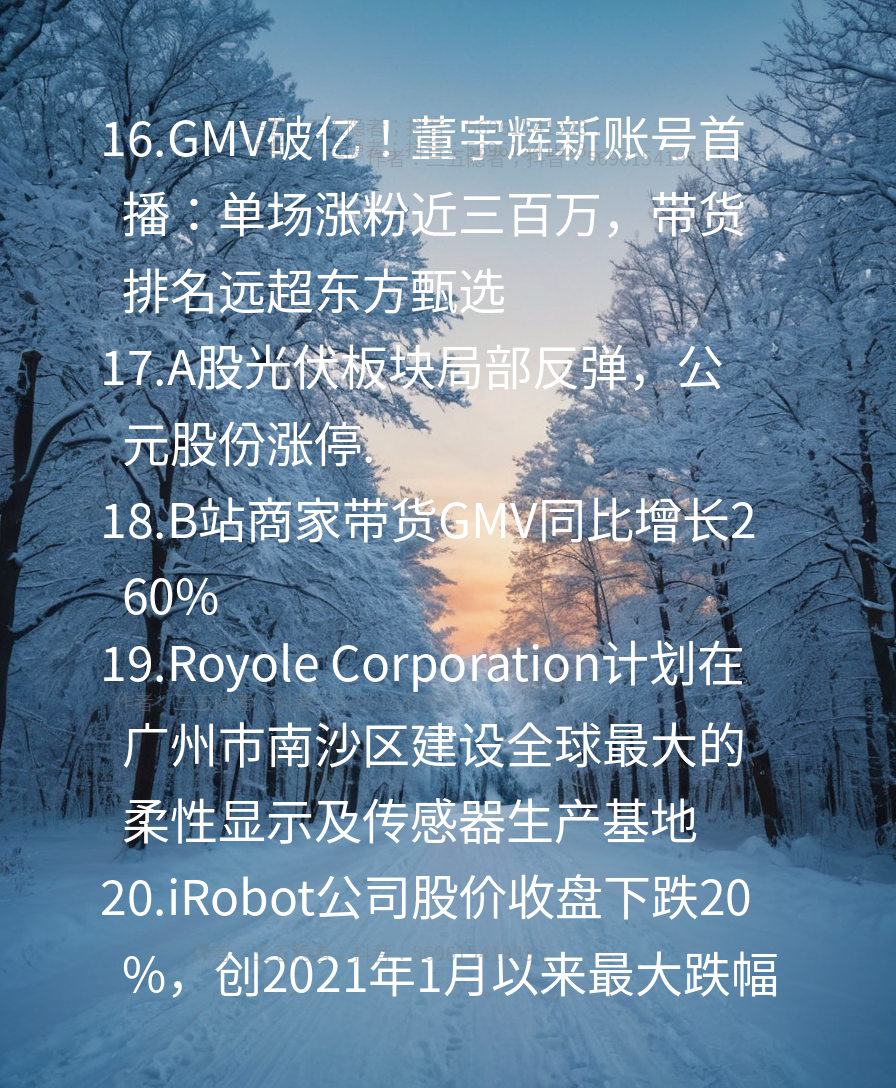 16.GMV破亿！董宇辉新账号首
播：单场涨粉近三百万，带货
排名远超东方甄选
17.A股光伏板块局部反弹，公
元股份涨停.
18.B站商家带货GMV同比增长2
60%
19.Royole Corporation计划在
广州市南沙区建设全球最大的
柔性显示及传感器生产基地
20.iRobot公司股价收盘下跌20
%，创2021年1月以来最大跌幅